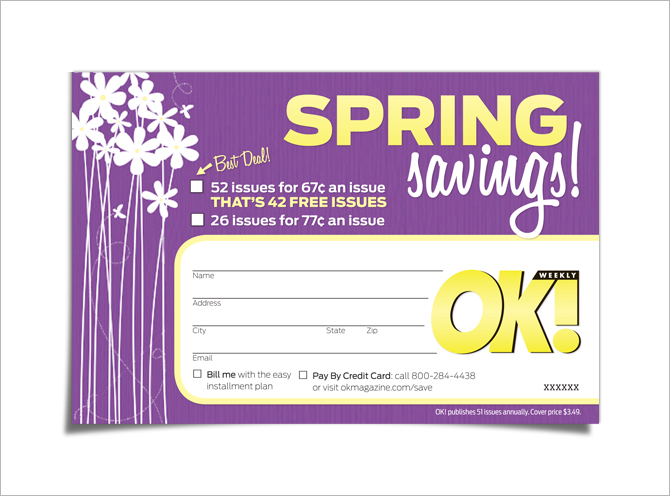 SPRING
savings!
Best Deal!
52 issues for 67¢ an issue
THAT'S 42 FREE ISSUES
26 issues for 77¢ an issue
Name
Address
City State Zip
Email
Bill me with the easy
installment plan
Pay By Credit Card: call 800-284-4438
or visit okmagazine.com/save
OK! WEEKLY
XXXXXX
OK! publishes 51 issues annually. Cover price $3.49.